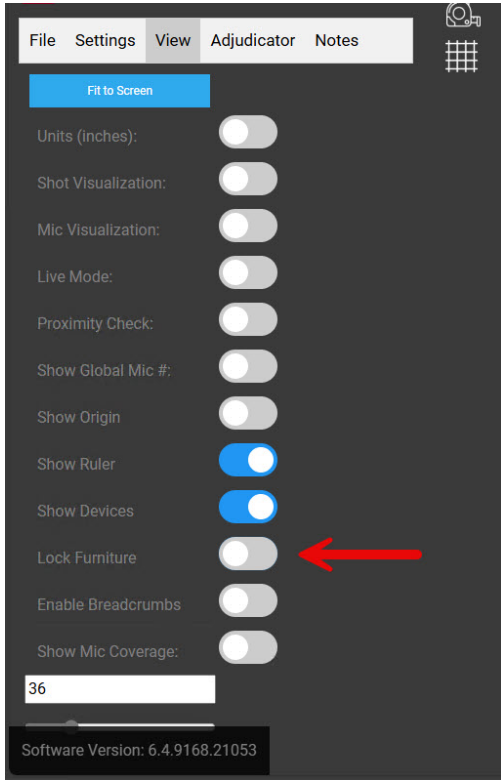 File Settings View Adjudicator Notes
Fit to Screen
Units (inches):
Shot Visualization:
Mic Visualization:
Live Mode:
Proximity Check:
Show Global Mic #:
Show Origin
Show Ruler
Show Devices
Lock Furniture
Enable Breadcrumbs
Show Mic Coverage:
36
Software Version: 6.4.9168.21053